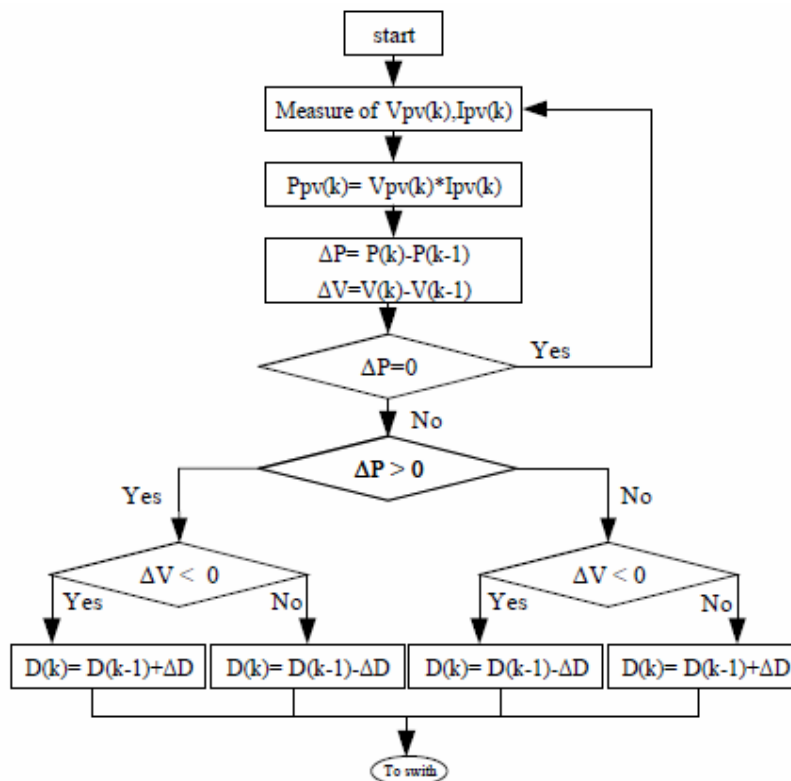 start
Measure of Vpv(k),Ipv(k)
Ppv(k)= Vpv(k)*Ipv(k)
ΔP= P(k)-P(k-1)
ΔV=V(k)-V(k-1)
ΔP=0
Yes
No
ΔP > 0
Yes
No
ΔV < 0
ΔV < 0
Yes
No
Yes
No
D(k)= D(k-1)+ΔD
D(k)= D(k-1)-ΔD
D(k)= D(k-1)-ΔD
D(k)= D(k-1)+ΔD
To swith